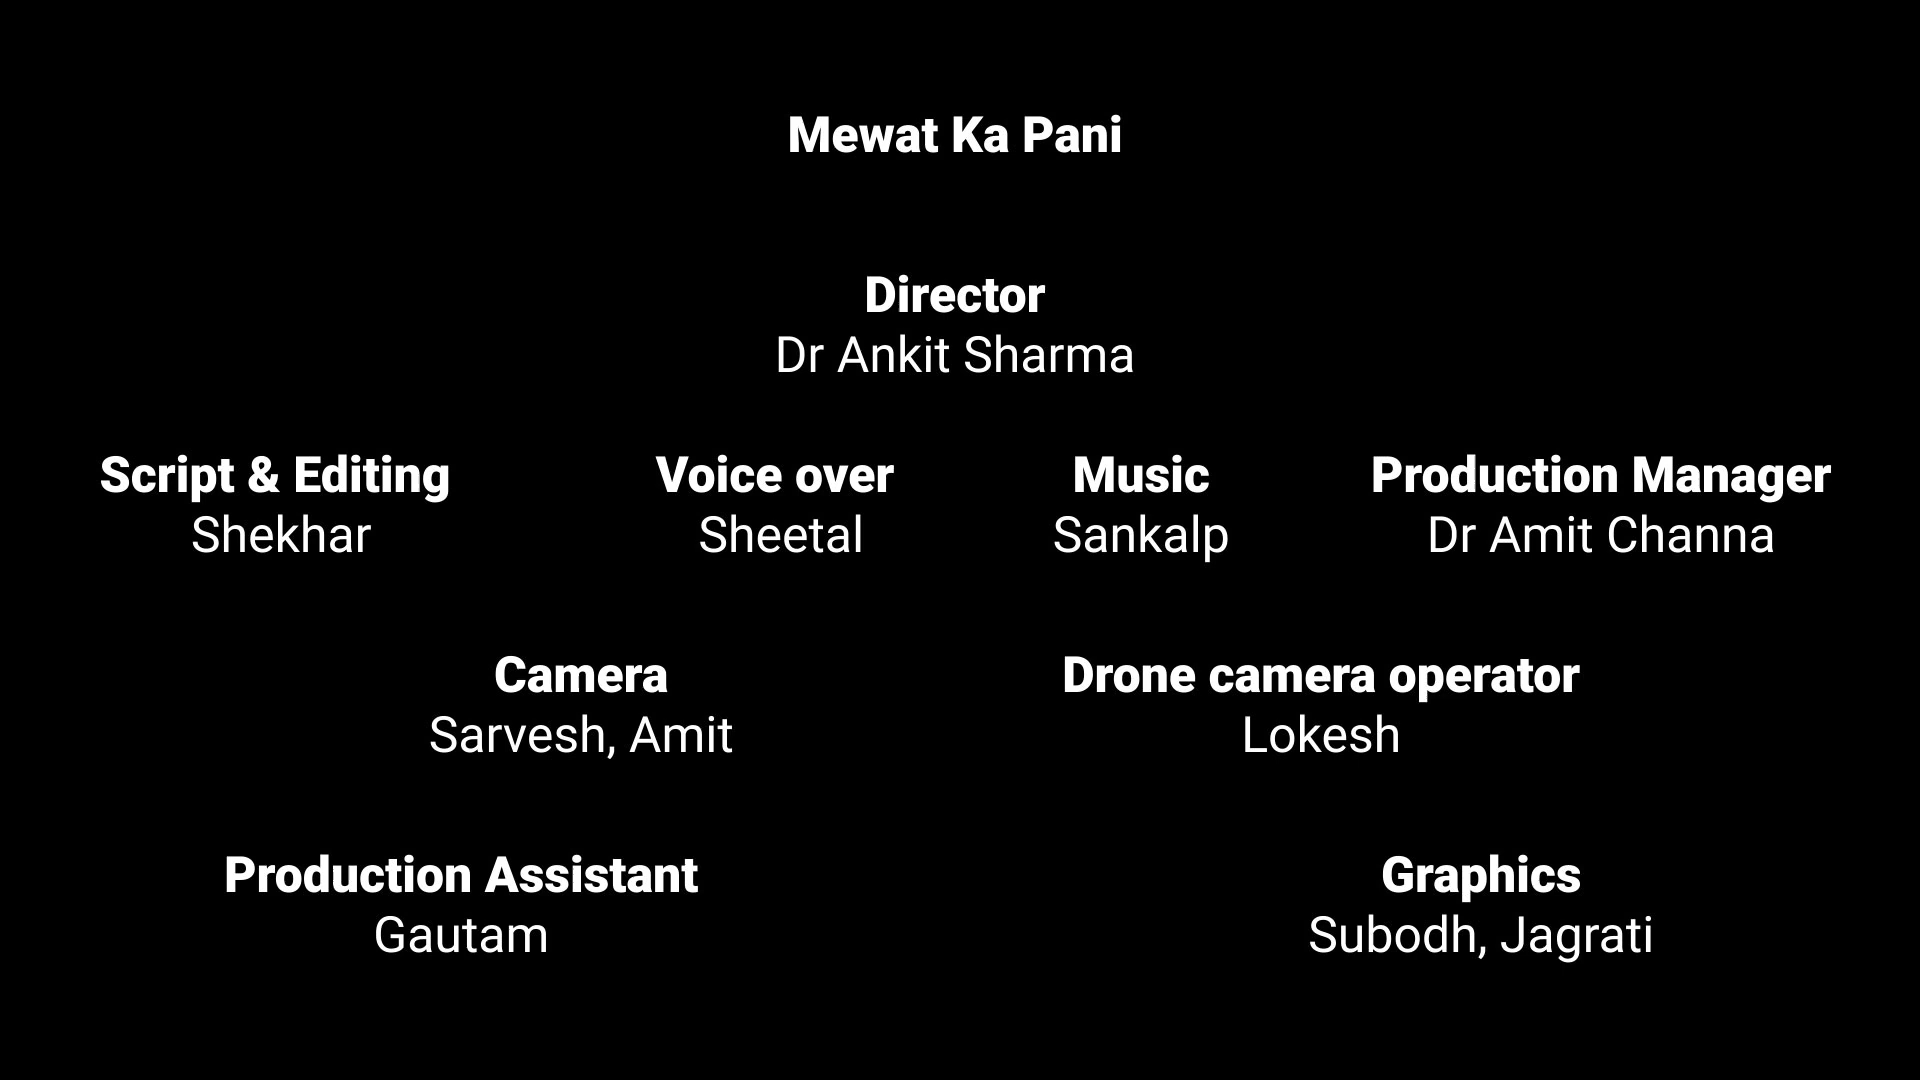 Mewat Ka Pani
Director
Dr Ankit Sharma
Script & Editing
Shekhar
Voice over
Sheetal
Music
Sankalp
Production Manager
Dr Amit Channa
Camera
Sarvesh, Amit
Drone camera operator
Lokesh
Production Assistant
Gautam
Graphics
Subodh, Jagrati